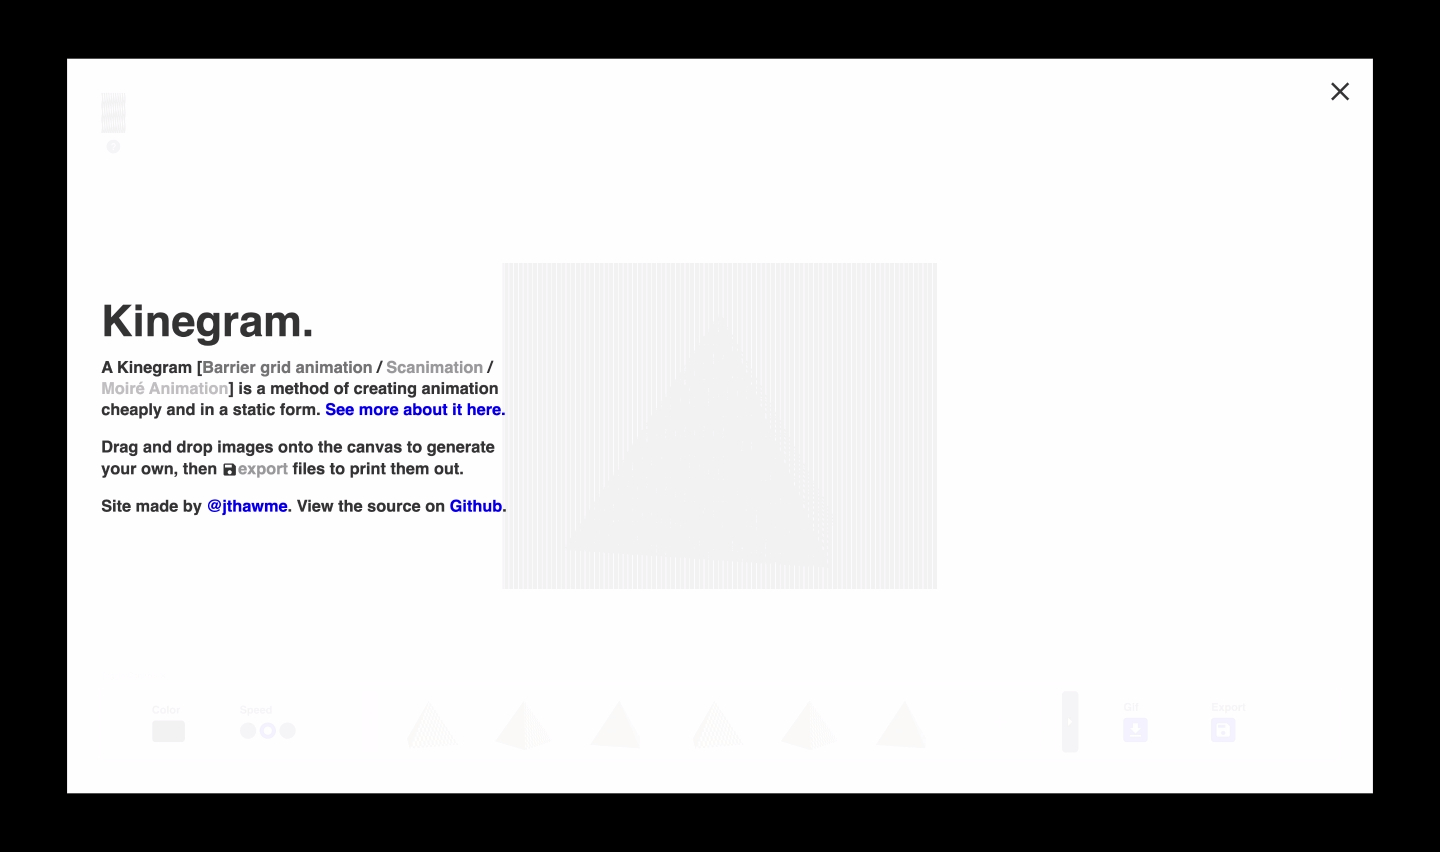 Kinegram.
A Kinegram [Barrier grid animation / Scanimation /
Moiré Animation] is a method of creating animation
cheaply and in a static form. See more about it here.
Drag and drop images onto the canvas to generate
your own, then export files to print them out.
Site made by @jthawme. View the source on Github.
Color
Speed
Gif
Export